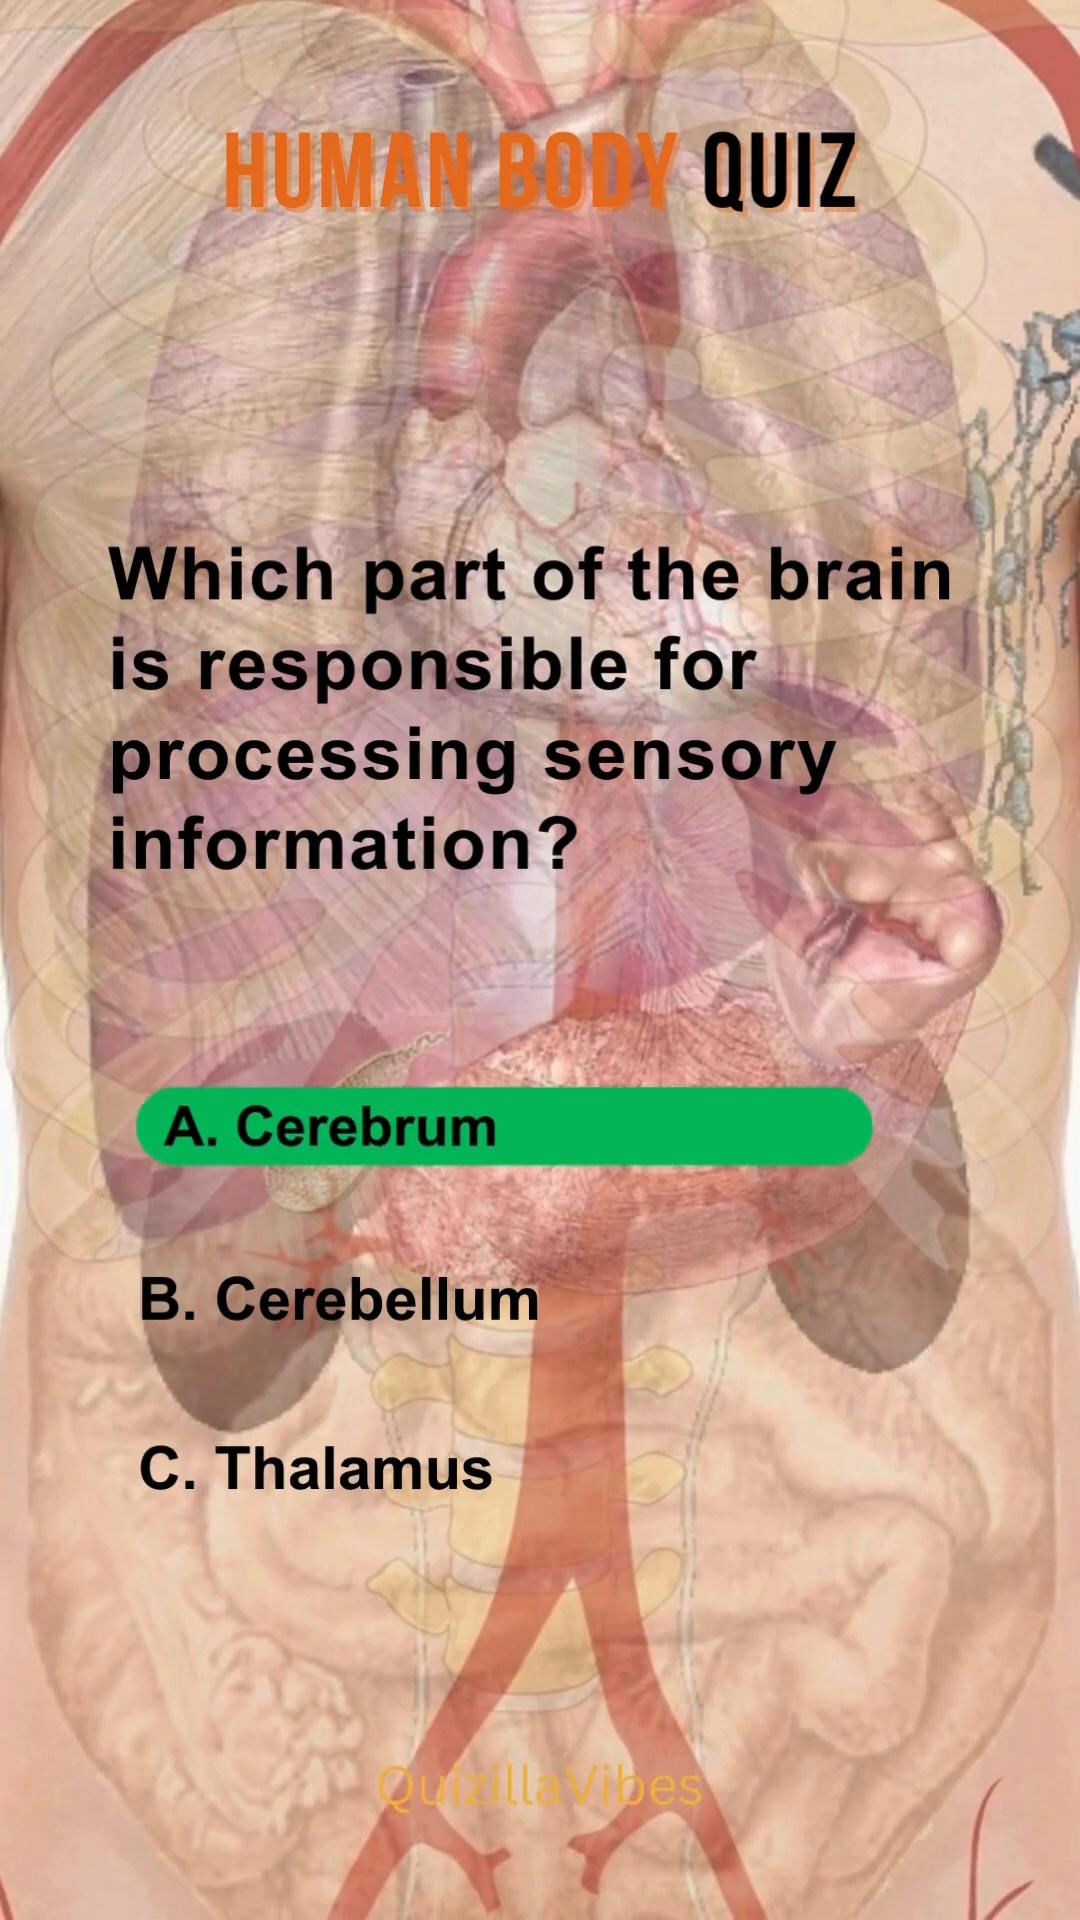 HUMAN BODY QUIZ
Which part of the brain
is responsible for
processing sensory
information?
A. Cerebrum
B. Cerebellum
C. Thalamus
QuizillaVibes